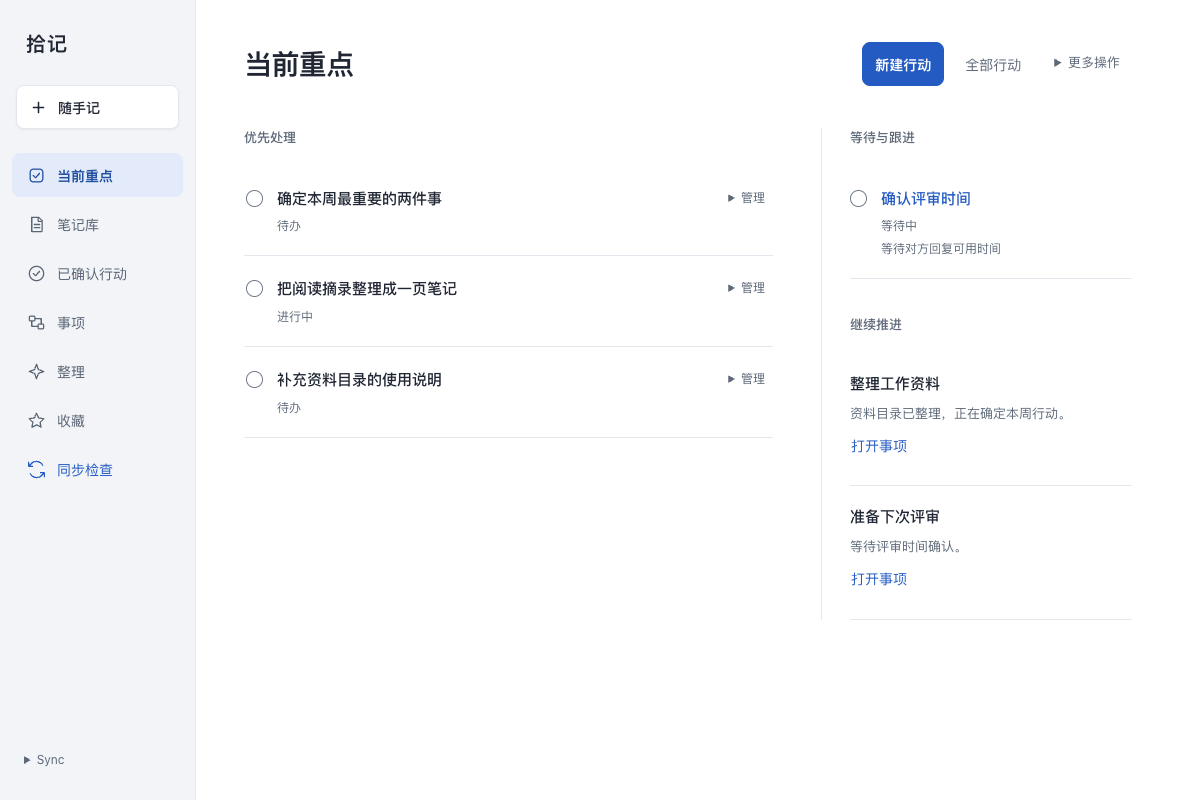 拾记
随手记
当前重点
笔记库
已确认行动
事项
整理
收藏
同步检查
Sync
当前重点
新建行动
全部行动
更多操作
优先处理
确定本周最重要的两件事
管理
待办
把阅读摘录整理成一页笔记
管理
进行中
补充资料目录的使用说明
管理
待办
等待与跟进
确认评审时间
等待中
等待对方回复可用时间
继续推进
整理工作资料
资料目录已整理，正在确定本周行动。
打开事项
准备下次评审
等待评审时间确认。
打开事项